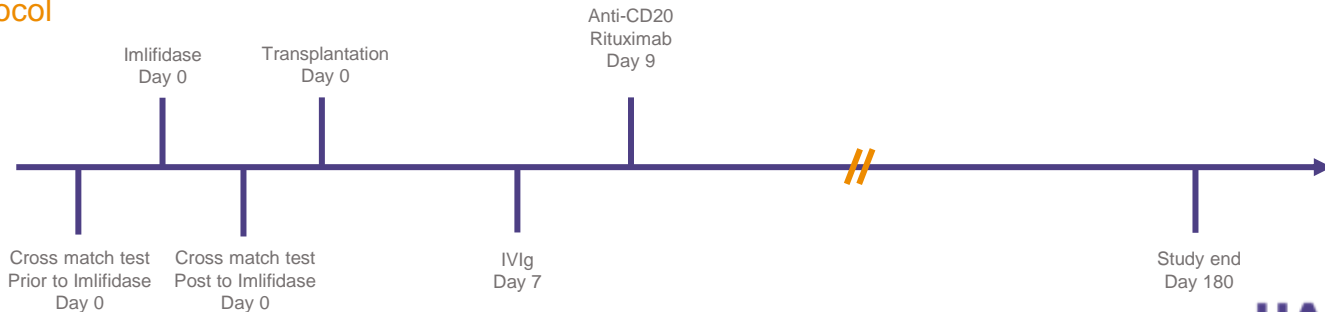 Anti-CD20
Rituximab
Day 9
Imlifidase
Day 0
Transplantation
Day 0
Cross match test
Prior to Imlifidase
Day 0
Cross match test
Post to Imlifidase
Day 0
IVIg
Day 7
Study end
Day 180